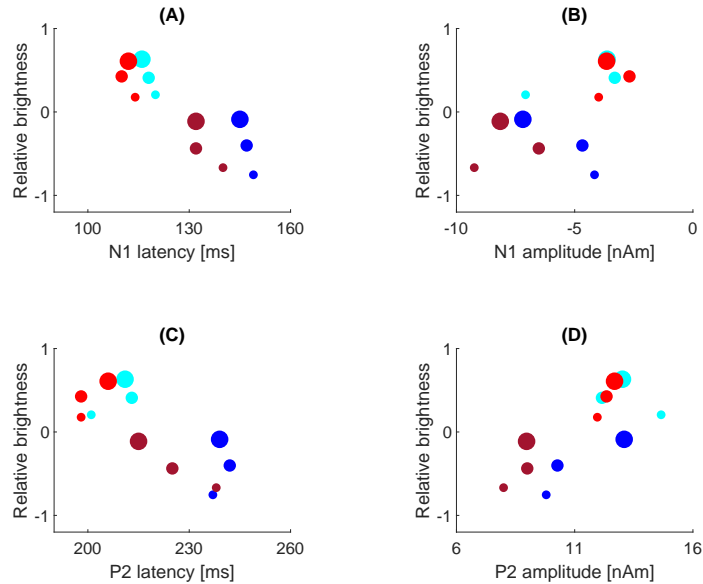 (A)
1
0
-1
Relative brightness
100 130 160
N1 latency [ms]
(B)
1
0
-1
Relative brightness
-10 -5 0
N1 amplitude [nAm]
(C)
1
0
-1
Relative brightness
200 230 260
P2 latency [ms]
(D)
1
0
-1
Relative brightness
6 11 16
P2 amplitude [nAm]